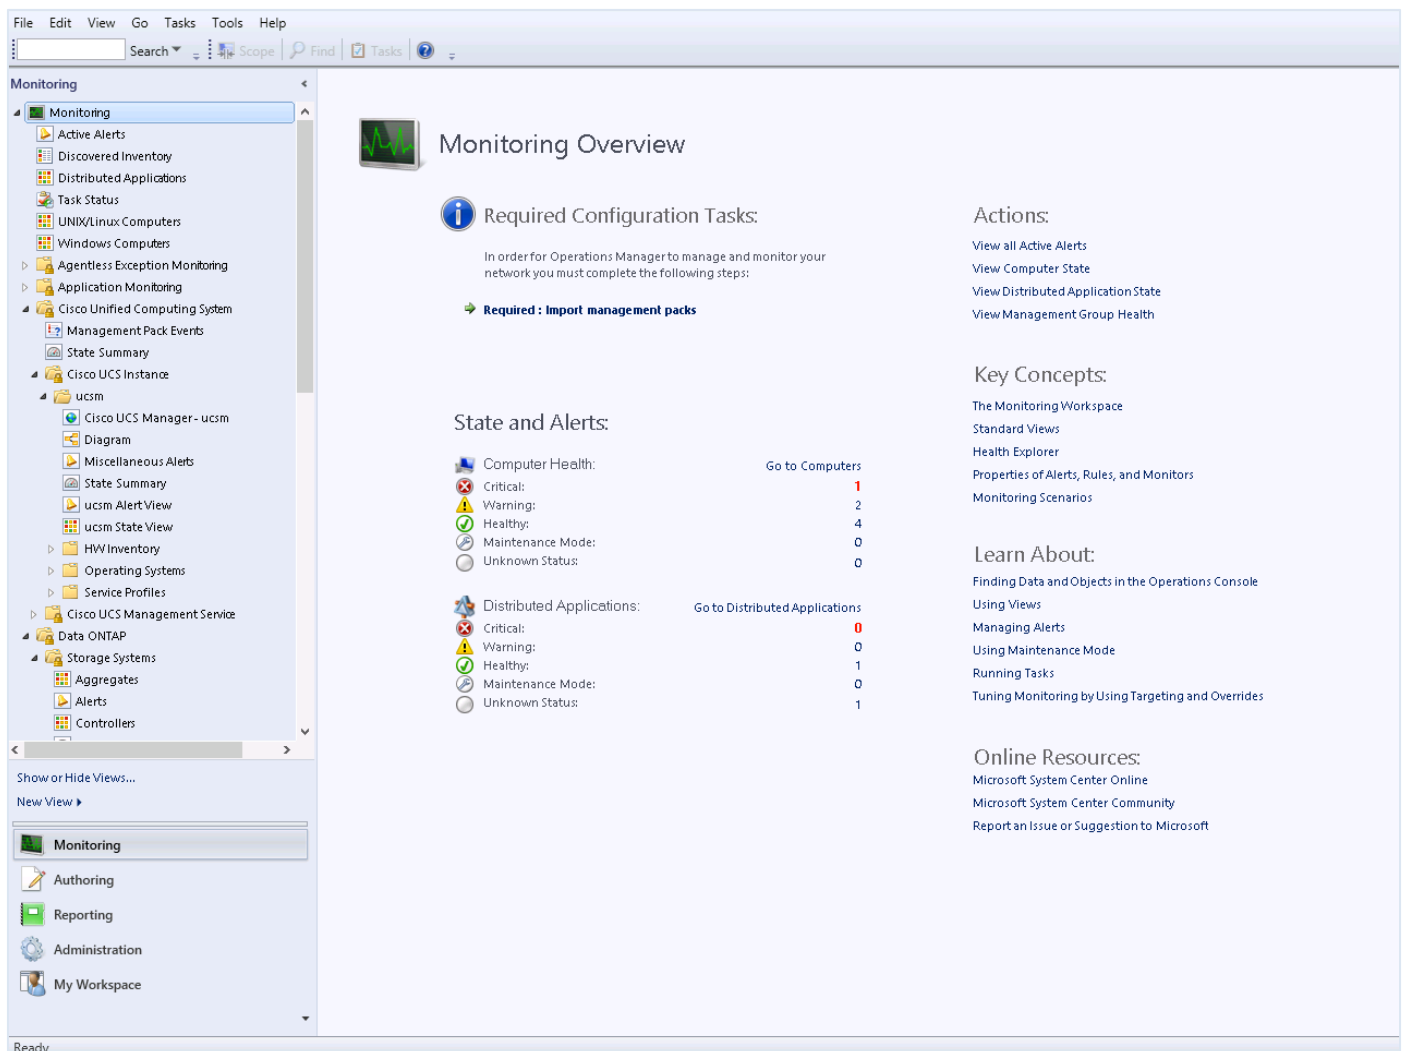 File Edit View Go Tasks Tools Help
Search Scope Find Tasks
Monitoring
Monitoring
Active Alerts
Discovered Inventory
Distributed Applications
Task Status
UNIX/Linux Computers
Windows Computers
Agentless Exception Monitoring
Application Monitoring
Cisco Unified Computing System
Management Pack Events
State Summary
Cisco UCS Instance
ucsm
Cisco UCS Manager - ucsm
Diagram
Miscellaneous Alerts
State Summary
ucsm Alert View
ucsm State View
HW Inventory
Operating Systems
Service Profiles
Cisco UCS Management Service
Data ONTAP
Storage Systems
Aggregates
Alerts
Controllers
Show or Hide Views...
New View
Monitoring
Authoring
Reporting
Administration
My Workspace
Ready
Monitoring Overview
Required Configuration Tasks:
In order for Operations Manager to manage and monitor your
network you must complete the following steps:
Required : Import management packs
State and Alerts:
Computer Health: Go to Computers
Critical: 1
Warning: 2
Healthy: 4
Maintenance Mode: 0
Unknown Status: 0
Distributed Applications: Go to Distributed Applications
Critical: 0
Warning: 0
Healthy: 1
Maintenance Mode: 0
Unknown Status: 1
Actions:
View all Active Alerts
View Computer State
View Distributed Application State
View Management Group Health
Key Concepts:
The Monitoring Workspace
Standard Views
Health Explorer
Properties of Alerts, Rules, and Monitors
Monitoring Scenarios
Learn About:
Finding Data and Objects in the Operations Console
Using Views
Managing Alerts
Using Maintenance Mode
Running Tasks
Tuning Monitoring by Using Targeting and Overrides
Online Resources:
Microsoft System Center Online
Microsoft System Center Community
Report an Issue or Suggestion to Microsoft